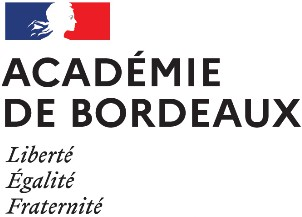 ACADÉMIE
DE BORDEAUX
Liberté
Égalité
Fraternité